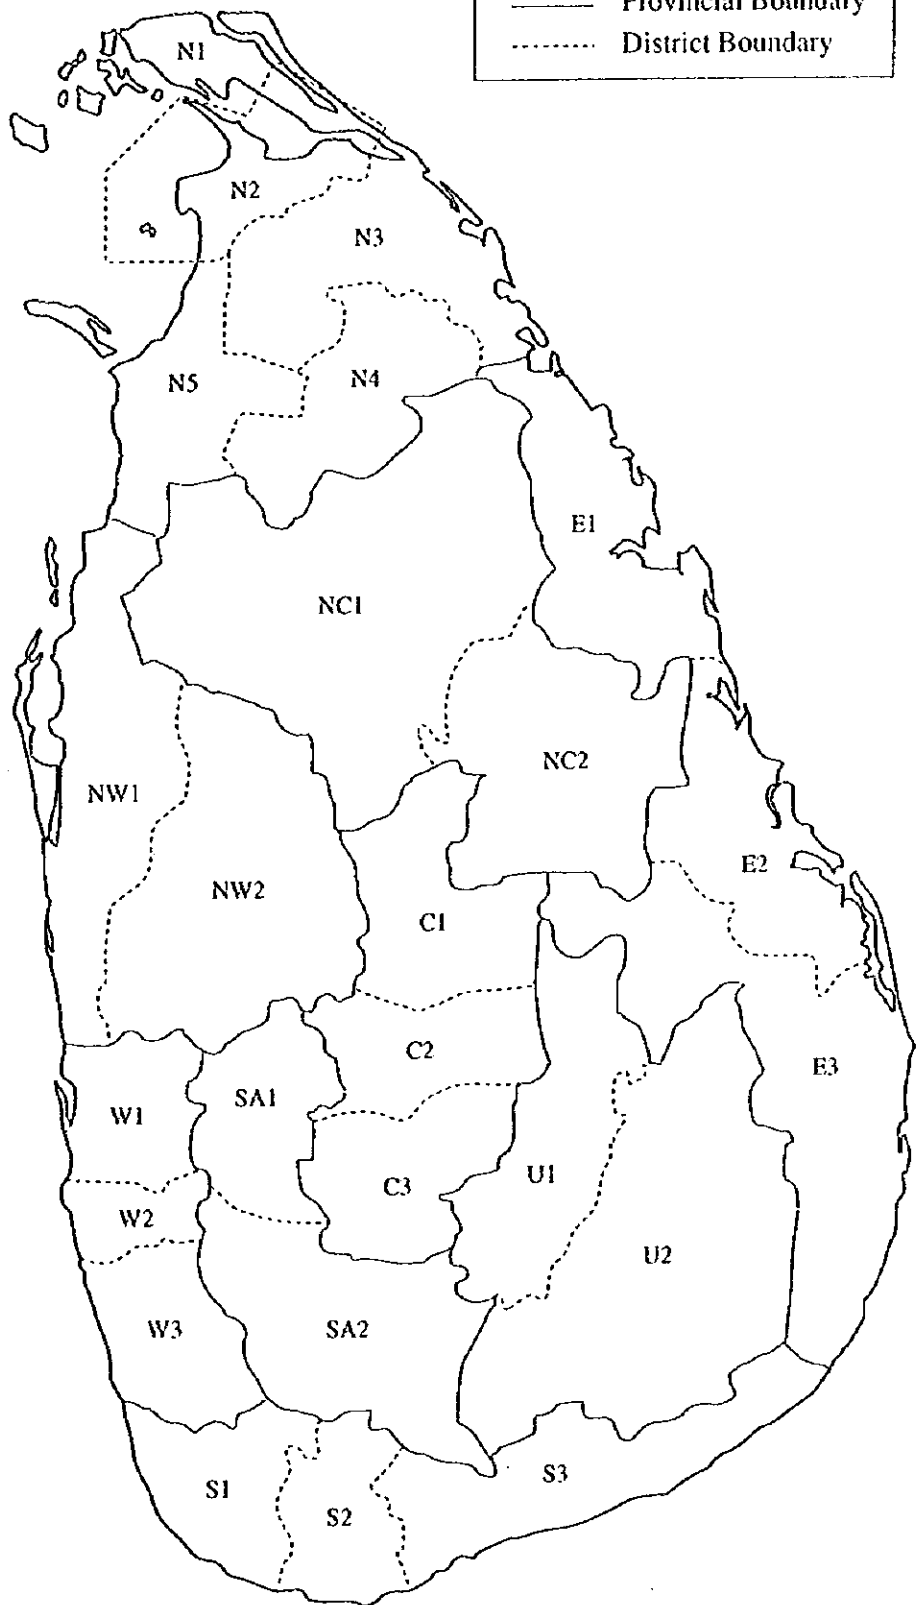 Provincial Boundary
District Boundary
N1
N2
N3
N5
N4
E1
NC1
NC2
NW1
E2
NW2
C1
C2
E3
SA1
W1
U1
C3
W2
U2
W3
SA2
S3
S1
S2